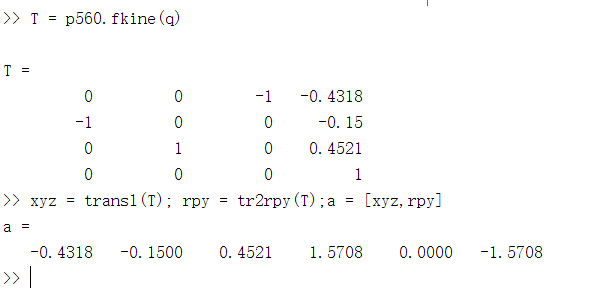 >> T = p560.fkine(q)
T =
0 0 -1 -0.4318
-1 0 0 -0.15
0 1 0 0.4521
0 0 0 1
>> xyz = transl(T); rpy = tr2rpy(T);a = [xyz,rpy]
a =
-0.4318 -0.1500 0.4521 1.5708 0.0000 -1.5708
>>